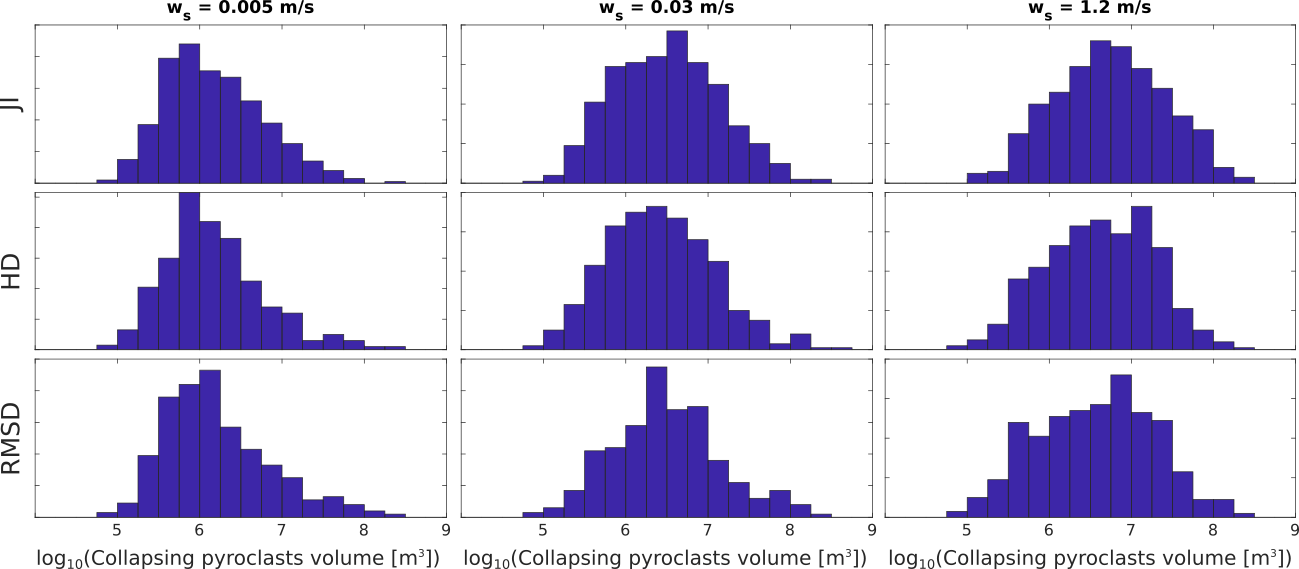 w_s = 0.005 m/s w_s = 0.03 m/s w_s = 1.2 m/s
JI
HD
RMSD
5 6 7 8 9 5 6 7 8 9 5 6 7 8 9
log₁₀(Collapsing pyroclasts volume [m³]) log₁₀(Collapsing pyroclasts volume [m³]) log₁₀(Collapsing pyroclasts volume [m³])